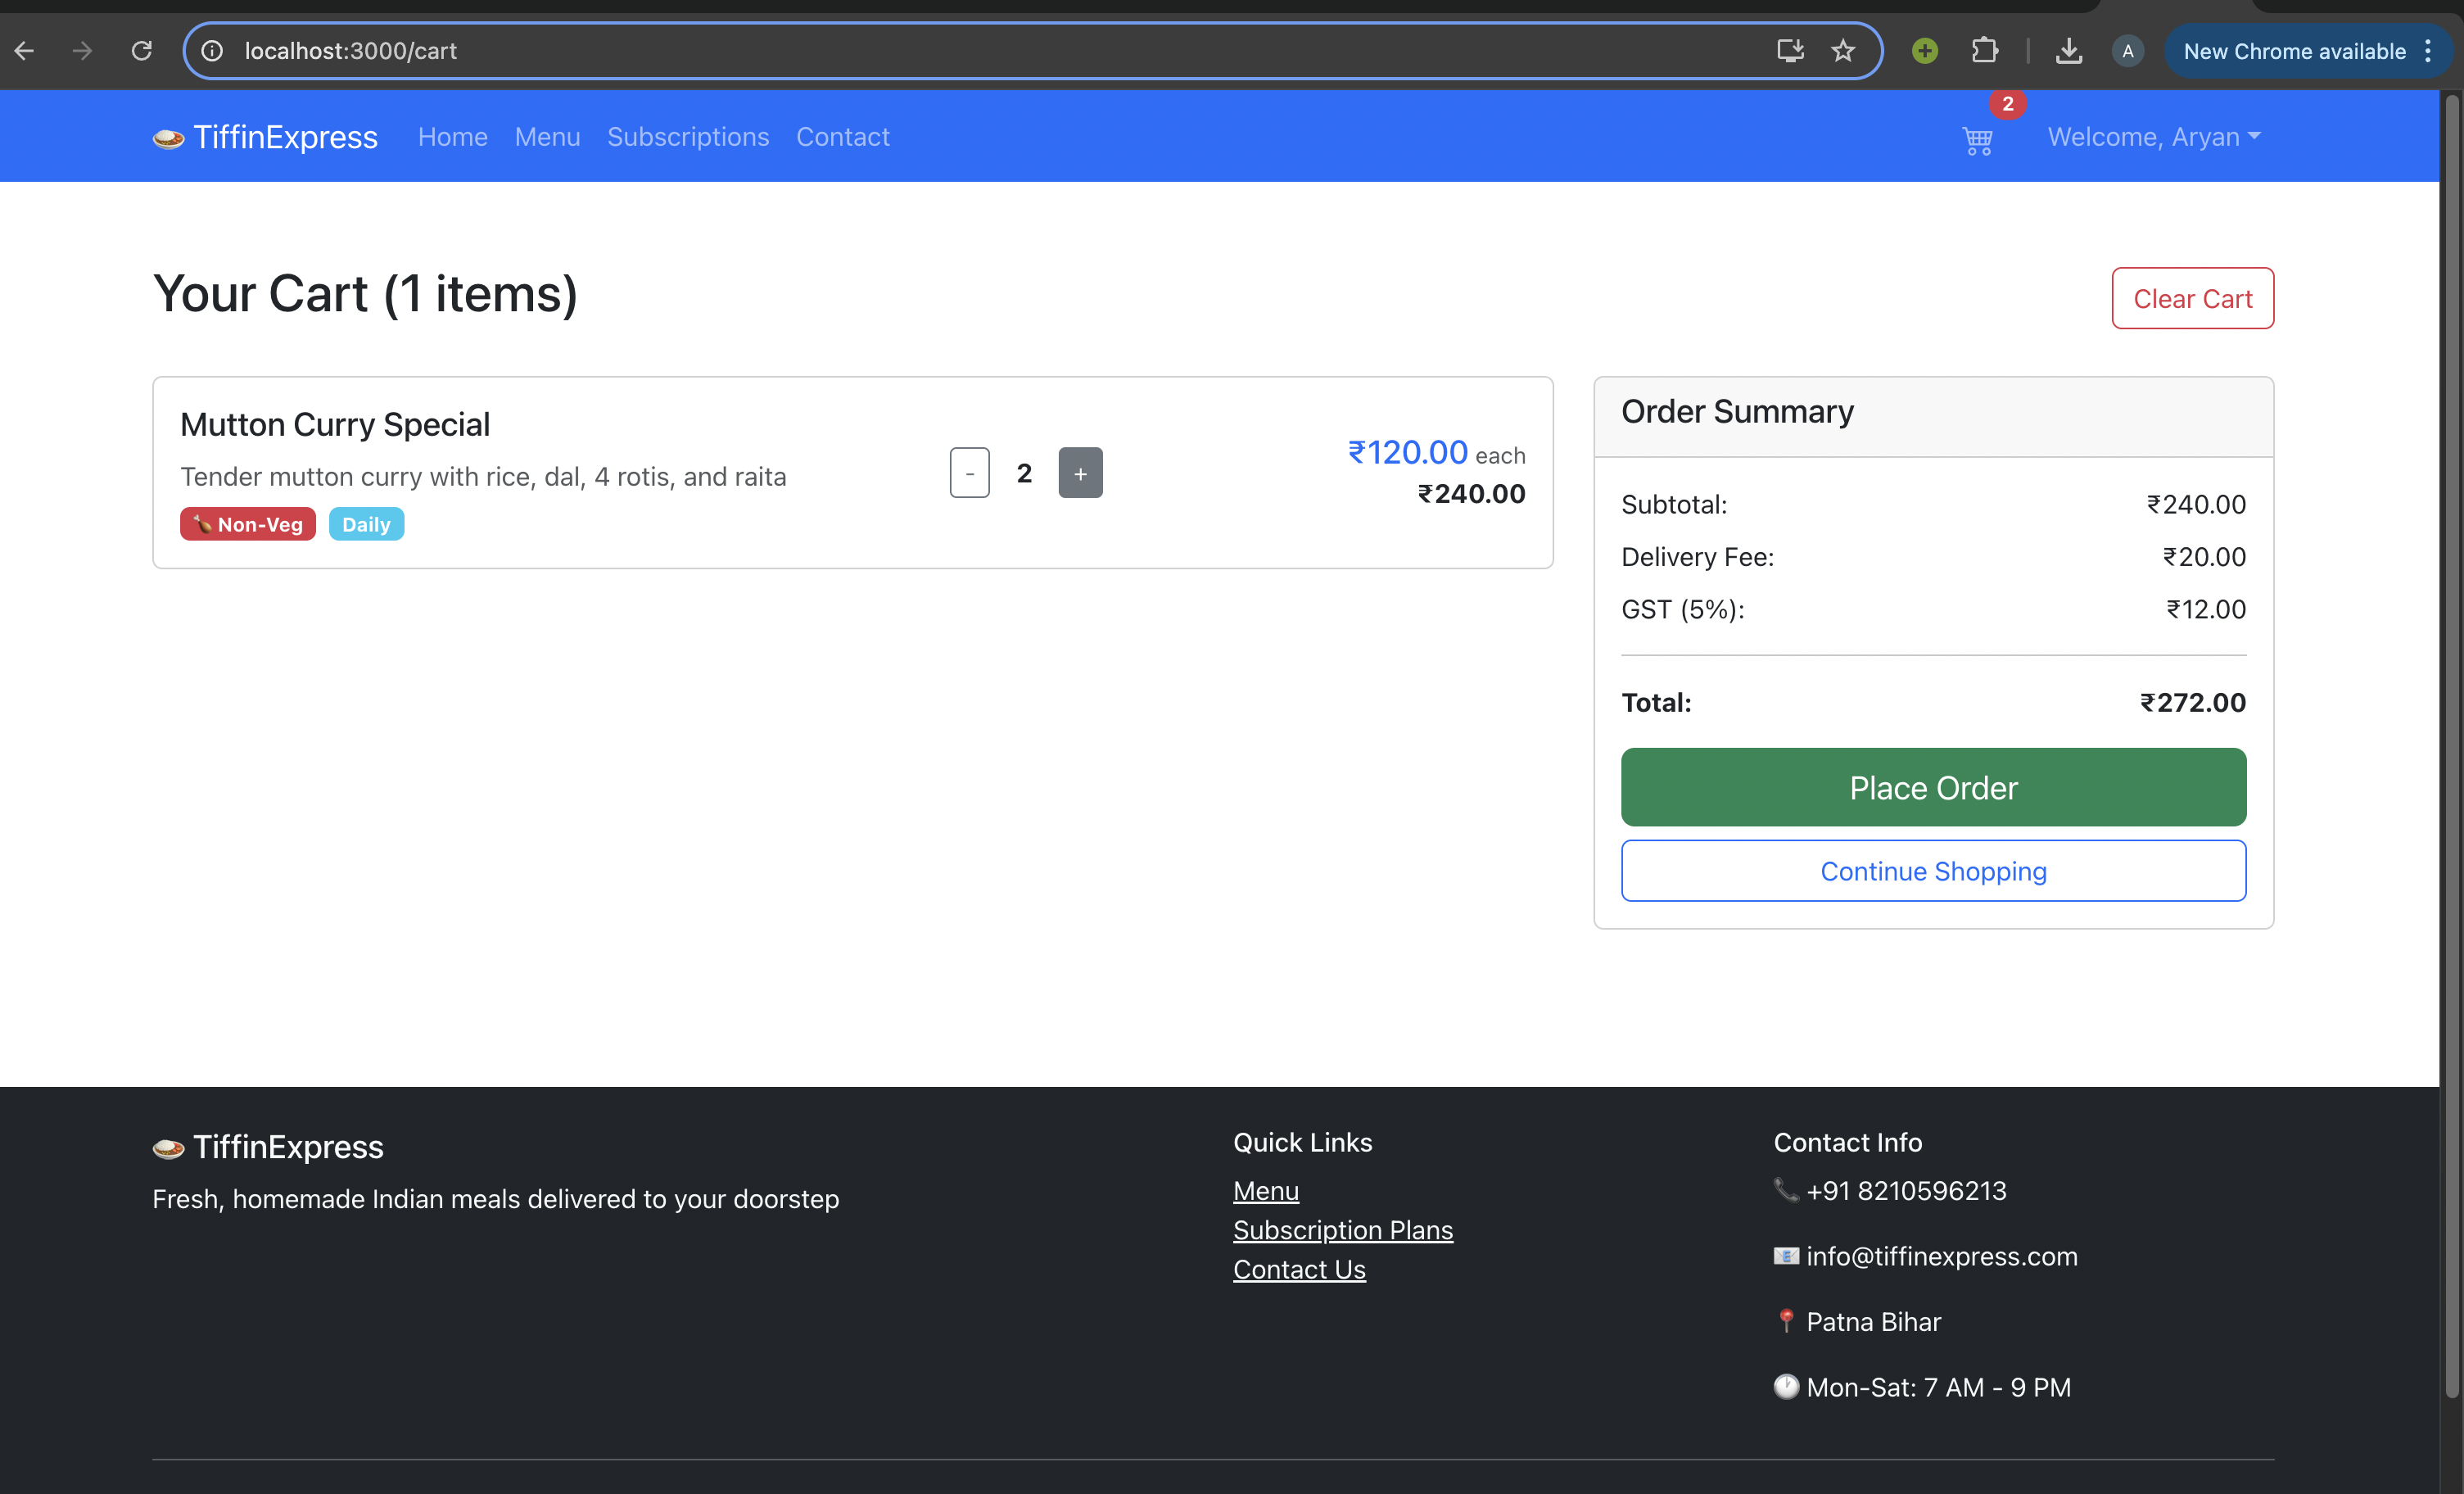 localhost:3000/cart
A
New Chrome available
TiffinExpress
Home
Menu
Subscriptions
Contact
2
Welcome, Aryan
Your Cart (1 items)
Clear Cart
Mutton Curry Special
Tender mutton curry with rice, dal, 4 rotis, and raita
🍗 Non-Veg
Daily
-
2
+
₹120.00 each
₹240.00
Order Summary
Subtotal: ₹240.00
Delivery Fee: ₹20.00
GST (5%): ₹12.00
Total: ₹272.00
Place Order
Continue Shopping
TiffinExpress
Fresh, homemade Indian meals delivered to your doorstep
Quick Links
Menu
Subscription Plans
Contact Us
Contact Info
📞 +91 8210596213
📧 info@tiffinexpress.com
📍 Patna Bihar
🕐 Mon-Sat: 7 AM - 9 PM